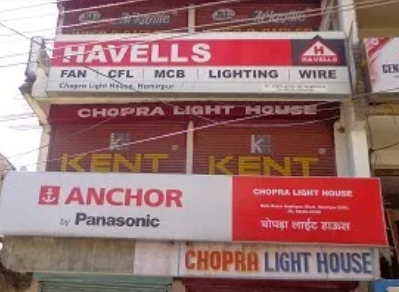 HAVELLS
HAVELLS
FAN | CFL | MCB | LIGHTING | WIRE
Chopra Light House, Hamirpur
CHOPRA LIGHT HOUSE
KENT KENT
ANCHOR
by Panasonic
CHOPRA LIGHT HOUSE
चोपड़ा लाईट हाऊस
CHOPRA LIGHT HOUSE